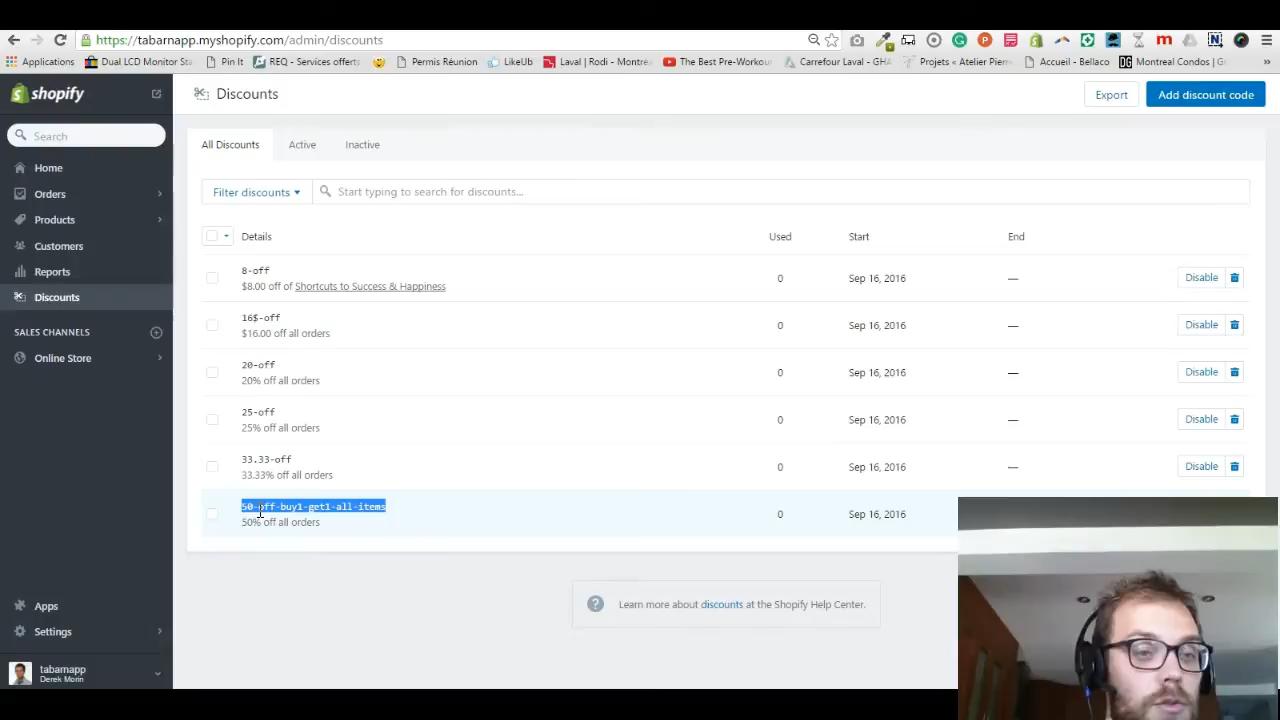 https://tabarnapp.myshopify.com/admin/discounts
Applications Dual LCD Monitor Sta Pin It REQ - Services offerts Permis Réunion LikeUb Laval | Rodi - Montréa The Best Pre-Workou Carrefour Laval - GHA Projets « Atelier Pierre Accueil - Bellaco Montreal Condos | Gr »
shopify
Discounts
Export
Add discount code
Search
Home
Orders
Products
Customers
Reports
Discounts
SALES CHANNELS
Online Store
Apps
Settings
tabarnapp
Derek Morin
All Discounts Active Inactive
Filter discounts
Start typing to search for discounts...
Details Used Start End
8-off
$8.00 off of Shortcuts to Success & Happiness
0 Sep 16, 2016 — Disable
16$-off
$16.00 off all orders
0 Sep 16, 2016 — Disable
20-off
20% off all orders
0 Sep 16, 2016 — Disable
25-off
25% off all orders
0 Sep 16, 2016 — Disable
33.33-off
33.33% off all orders
0 Sep 16, 2016 — Disable
50-off-buy1-get1-all-items
50% off all orders
0 Sep 16, 2016
? Learn more about discounts at the Shopify Help Center.